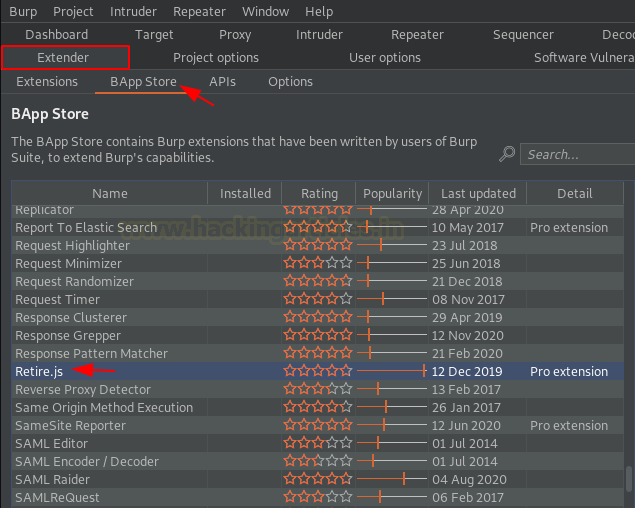 Burp Project Intruder Repeater Window Help
Dashboard Target Proxy Intruder Repeater Sequencer Deco
Extender Project options User options Software Vulnera
Extensions BApp Store APIs Options
BApp Store
The BApp Store contains Burp extensions that have been written by users of Burp
Suite, to extend Burp's capabilities.
Search...
Name Installed Rating Popularity Last updated Detail
Replicator 28 Apr 2020
Report To Elastic Search 10 May 2017 Pro extension
Request Highlighter 23 Jul 2018
Request Minimizer 25 Jun 2018
Request Randomizer 21 Dec 2018
Request Timer 08 Nov 2017
Response Clusterer 29 Apr 2019
Response Grepper 12 Nov 2020
Response Pattern Matcher 21 Feb 2020
Retire.js 12 Dec 2019 Pro extension
Reverse Proxy Detector 13 Feb 2017
Same Origin Method Execution 26 Jan 2017
SameSite Reporter 12 Jun 2020 Pro extension
SAML Editor 01 Jul 2014
SAML Encoder / Decoder 01 Jul 2014
SAML Raider 04 Aug 2020
SAMLReQuest 06 Feb 2017